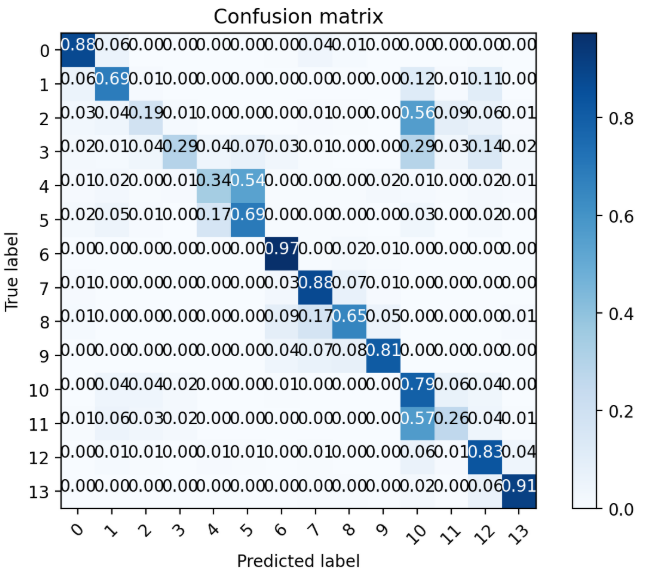 Confusion matrix
0 0.88 0.06 0.00 0.00 0.00 0.00 0.00 0.04 0.01 0.00 0.00 0.00 0.00 0.00
1 0.06 0.69 0.01 0.00 0.00 0.00 0.00 0.00 0.00 0.00 0.12 0.01 0.11 0.00
2 0.03 0.04 0.19 0.01 0.00 0.00 0.00 0.01 0.00 0.00 0.56 0.09 0.06 0.01
3 0.02 0.01 0.04 0.29 0.04 0.07 0.03 0.01 0.00 0.00 0.29 0.03 0.14 0.02
4 0.01 0.02 0.00 0.01 0.34 0.54 0.00 0.00 0.00 0.02 0.01 0.00 0.02 0.01
5 0.02 0.05 0.01 0.00 0.17 0.69 0.00 0.00 0.00 0.00 0.03 0.00 0.02 0.00
6 0.00 0.00 0.00 0.00 0.00 0.00 0.97 0.00 0.02 0.01 0.00 0.00 0.00 0.00
7 0.01 0.00 0.00 0.00 0.00 0.00 0.03 0.88 0.07 0.01 0.00 0.00 0.00 0.00
8 0.01 0.00 0.00 0.00 0.00 0.00 0.09 0.17 0.65 0.05 0.00 0.00 0.00 0.01
9 0.00 0.00 0.00 0.00 0.00 0.00 0.04 0.07 0.08 0.81 0.00 0.00 0.00 0.00
10 0.00 0.04 0.04 0.02 0.00 0.00 0.01 0.00 0.00 0.00 0.79 0.06 0.04 0.00
11 0.01 0.06 0.03 0.02 0.00 0.00 0.00 0.00 0.00 0.00 0.57 0.26 0.04 0.01
12 0.00 0.01 0.01 0.00 0.01 0.01 0.00 0.00 0.00 0.00 0.06 0.01 0.83 0.04
13 0.00 0.00 0.00 0.00 0.00 0.00 0.00 0.00 0.00 0.00 0.02 0.00 0.06 0.91
0 1 2 3 4 5 6 7 8 9 10 11 12 13
Predicted label
True label
0.8
0.6
0.4
0.2
0.0